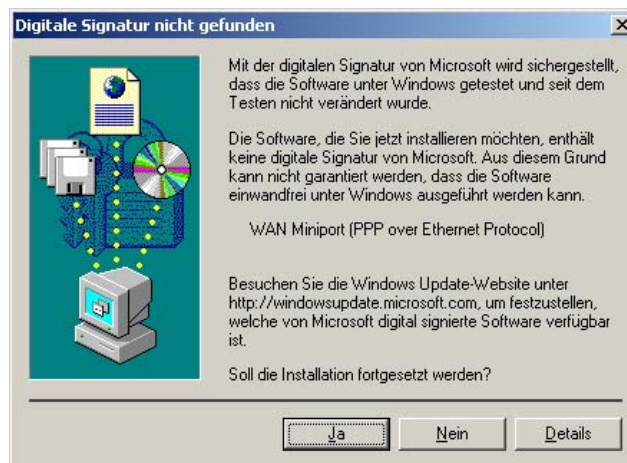 Digitale Signatur nicht gefunden
Mit der digitalen Signatur von Microsoft wird sichergestellt,
dass die Software unter Windows getestet und seit dem
Testen nicht verändert wurde.
Die Software, die Sie jetzt installieren möchten, enthält
keine digitale Signatur von Microsoft. Aus diesem Grund
kann nicht garantiert werden, dass die Software
einwandfrei unter Windows ausgeführt werden kann.
WAN Miniport (PPP over Ethernet Protocol)
Besuchen Sie die Windows Update-Website unter
http://windowsupdate.microsoft.com, um festzustellen,
welche von Microsoft digital signierte Software verfügbar
ist.
Soll die Installation fortgesetzt werden?
Ja Nein Details